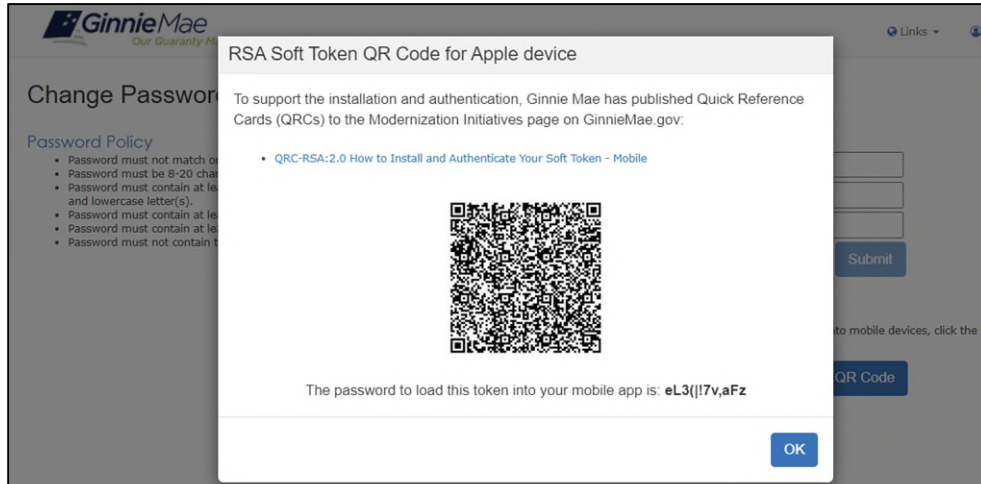 GinnieMae
Our Guaranty
Links
RSA Soft Token QR Code for Apple device
To support the installation and authentication, Ginnie Mae has published Quick Reference
Cards (QRCs) to the Modernization Initiatives page on GinnieMae.gov:
• QRC-RSA:2.0 How to Install and Authenticate Your Soft Token - Mobile
The password to load this token into your mobile app is: eL3(|!7v,aFz
OK
Change Passwor
Password Policy
• Password must not match
• Password must be 8-20
• Password must contain at
and lowercase letter(s).
• Password must contain at
• Password must contain at
• Password must not contain
Submit
to mobile devices, click the
QR Code